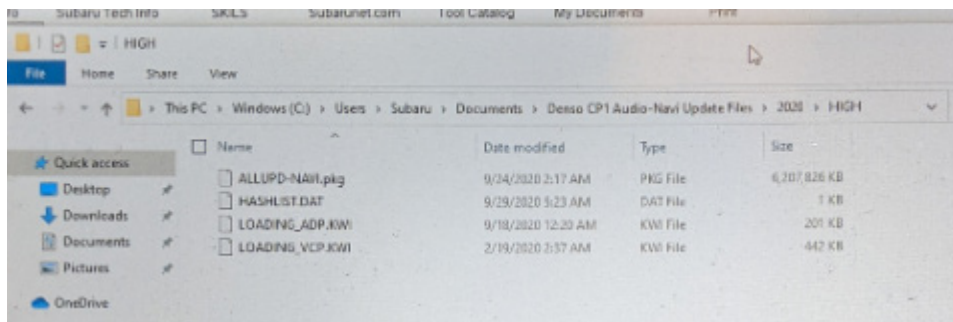 Subaru Tech Info SKILS Subarunet.com Tool Catalog My Documents Print
HIGH
File Home Share View
This PC > Windows (C:) > Users > Subaru > Documents > Denso CP1 Audio-Navi Update Files > 2020 > HIGH
Name Date modified Type Size
Quick access
ALLUPD-NAVI.pkg 9/24/2020 2:17 AM PKG File 6,207,826 KB
Desktop
HASHLIST.DAT 9/29/2020 5:23 AM DAT File 1 KB
Downloads
LOADING_ADP.KWI 9/18/2020 12:20 AM KWI File 201 KB
Documents
LOADING_VCP.KWI 2/19/2020 2:37 AM KWI File 442 KB
Pictures
OneDrive